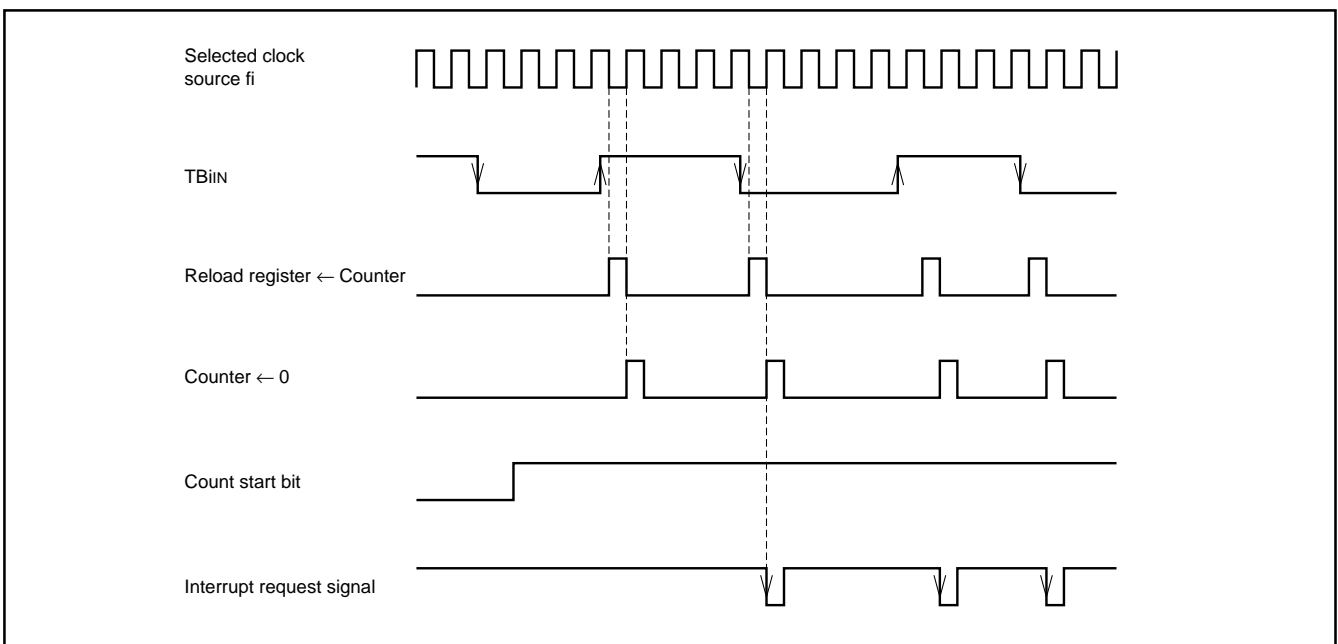 Selected clock
source fi
TBiIN
Reload register ← Counter
Counter ← 0
Count start bit
Interrupt request signal